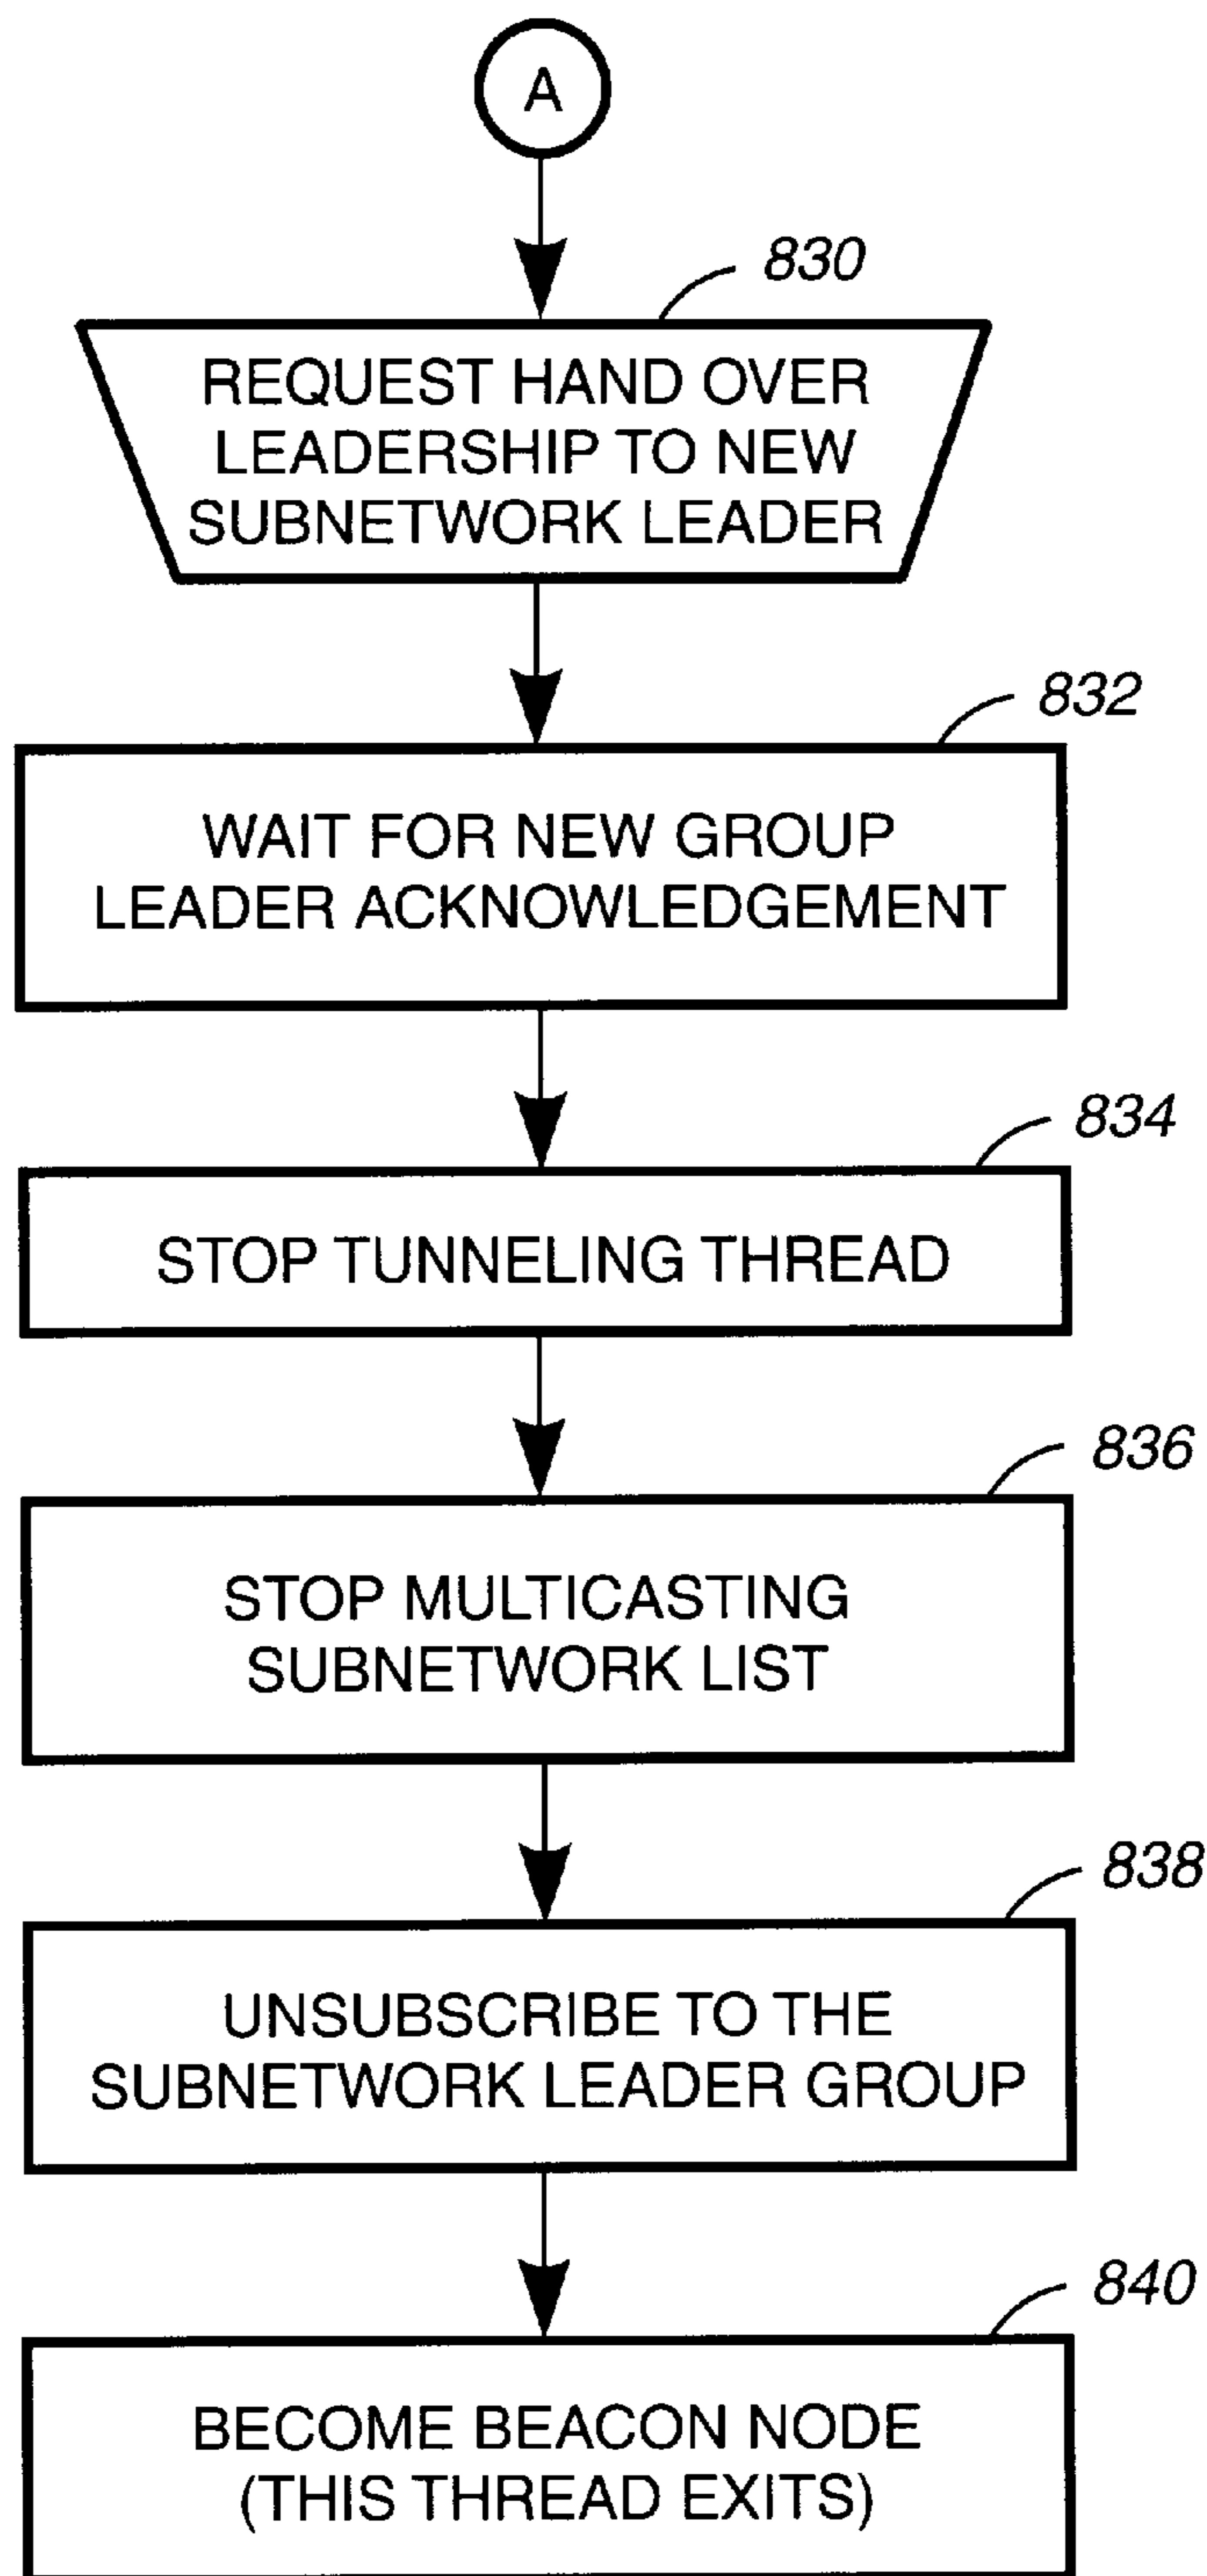 A
830
REQUEST HAND OVER
LEADERSHIP TO NEW
SUBNETWORK LEADER
832
WAIT FOR NEW GROUP
LEADER ACKNOWLEDGEMENT
834
STOP TUNNELING THREAD
836
STOP MULTICASTING
SUBNETWORK LIST
838
UNSUBSCRIBE TO THE
SUBNETWORK LEADER GROUP
840
BECOME BEACON NODE
(THIS THREAD EXITS)